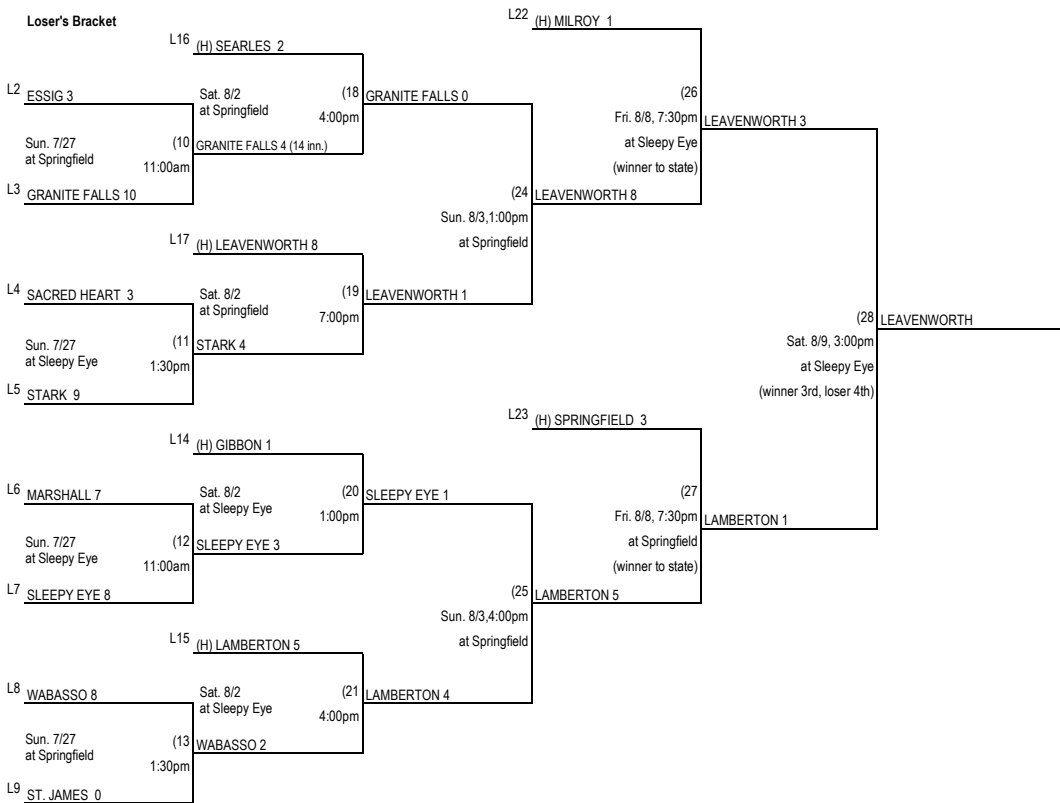 Loser's Bracket
L16 (H) SEARLES 2
L2 ESSIG 3
Sat. 8/2
at Springfield
(18 GRANITE FALLS 0
4:00pm
Sun. 7/27
at Springfield
(10 GRANITE FALLS 4 (14 inn.)
11:00am
L3 GRANITE FALLS 10
(24 LEAVENWORTH 8
Sun. 8/3,1:00pm
at Springfield
L17 (H) LEAVENWORTH 8
L4 SACRED HEART 3
Sat. 8/2
at Springfield
(19 LEAVENWORTH 1
7:00pm
Sun. 7/27
at Sleepy Eye
(11 STARK 4
1:30pm
L5 STARK 9
L22 (H) MILROY 1
(26
Fri. 8/8, 7:30pm
at Sleepy Eye
(winner to state)
LEAVENWORTH 3
(28 LEAVENWORTH
Sat. 8/9, 3:00pm
at Sleepy Eye
(winner 3rd, loser 4th)
L14 (H) GIBBON 1
L6 MARSHALL 7
Sat. 8/2
at Sleepy Eye
(20 SLEEPY EYE 1
1:00pm
Sun. 7/27
at Sleepy Eye
(12 SLEEPY EYE 3
11:00am
L7 SLEEPY EYE 8
(25 LAMBERTON 5
Sun. 8/3,4:00pm
at Springfield
L15 (H) LAMBERTON 5
L8 WABASSO 8
Sat. 8/2
at Sleepy Eye
(21 LAMBERTON 4
4:00pm
Sun. 7/27
at Springfield
(13 WABASSO 2
1:30pm
L9 ST. JAMES 0
L23 (H) SPRINGFIELD 3
(27
Fri. 8/8, 7:30pm
at Springfield
(winner to state)
LAMBERTON 1